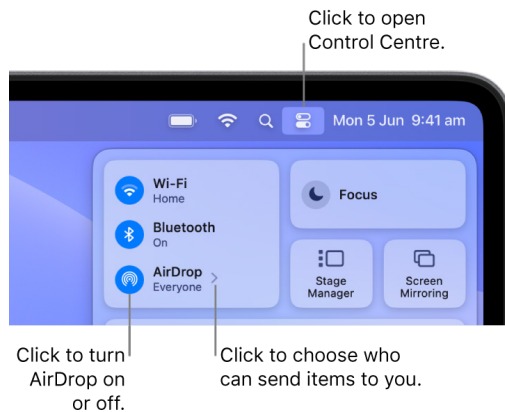 Click to open
Control Centre.
Mon 5 Jun 9:41 am
Wi-Fi
Home
Bluetooth
On
AirDrop
Everyone
Focus
Stage
Manager
Screen
Mirroring
Click to turn
AirDrop on
or off.
Click to choose who
can send items to you.